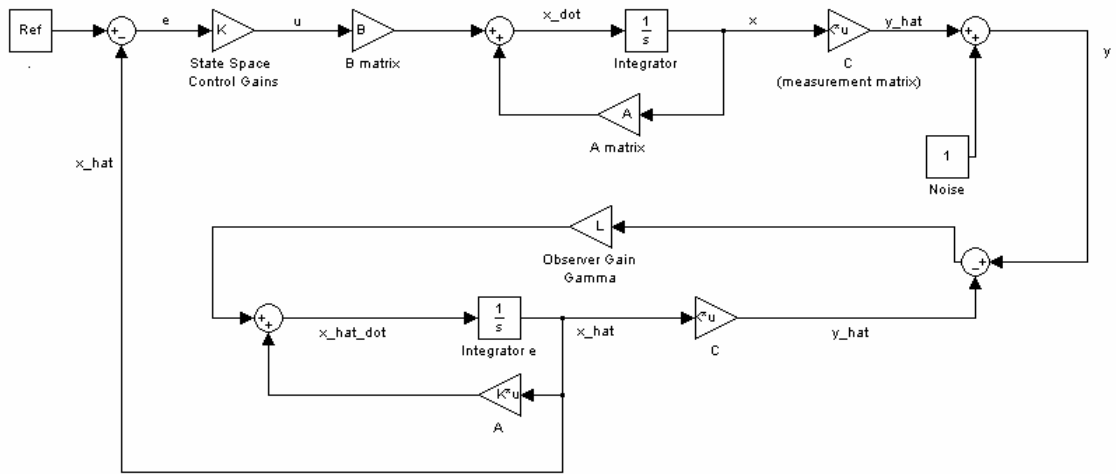 e
u
x_dot
x
y_hat
Ref
K
B
1
s
<*u
y
.
State Space
Control Gains
B matrix
Integrator
C
(measurement matrix)
A
A matrix
x_hat
1
Noise
L
Observer Gain
Gamma
x_hat_dot
1
s
Integrator e
x_hat
<*u
C
y_hat
K*u
A